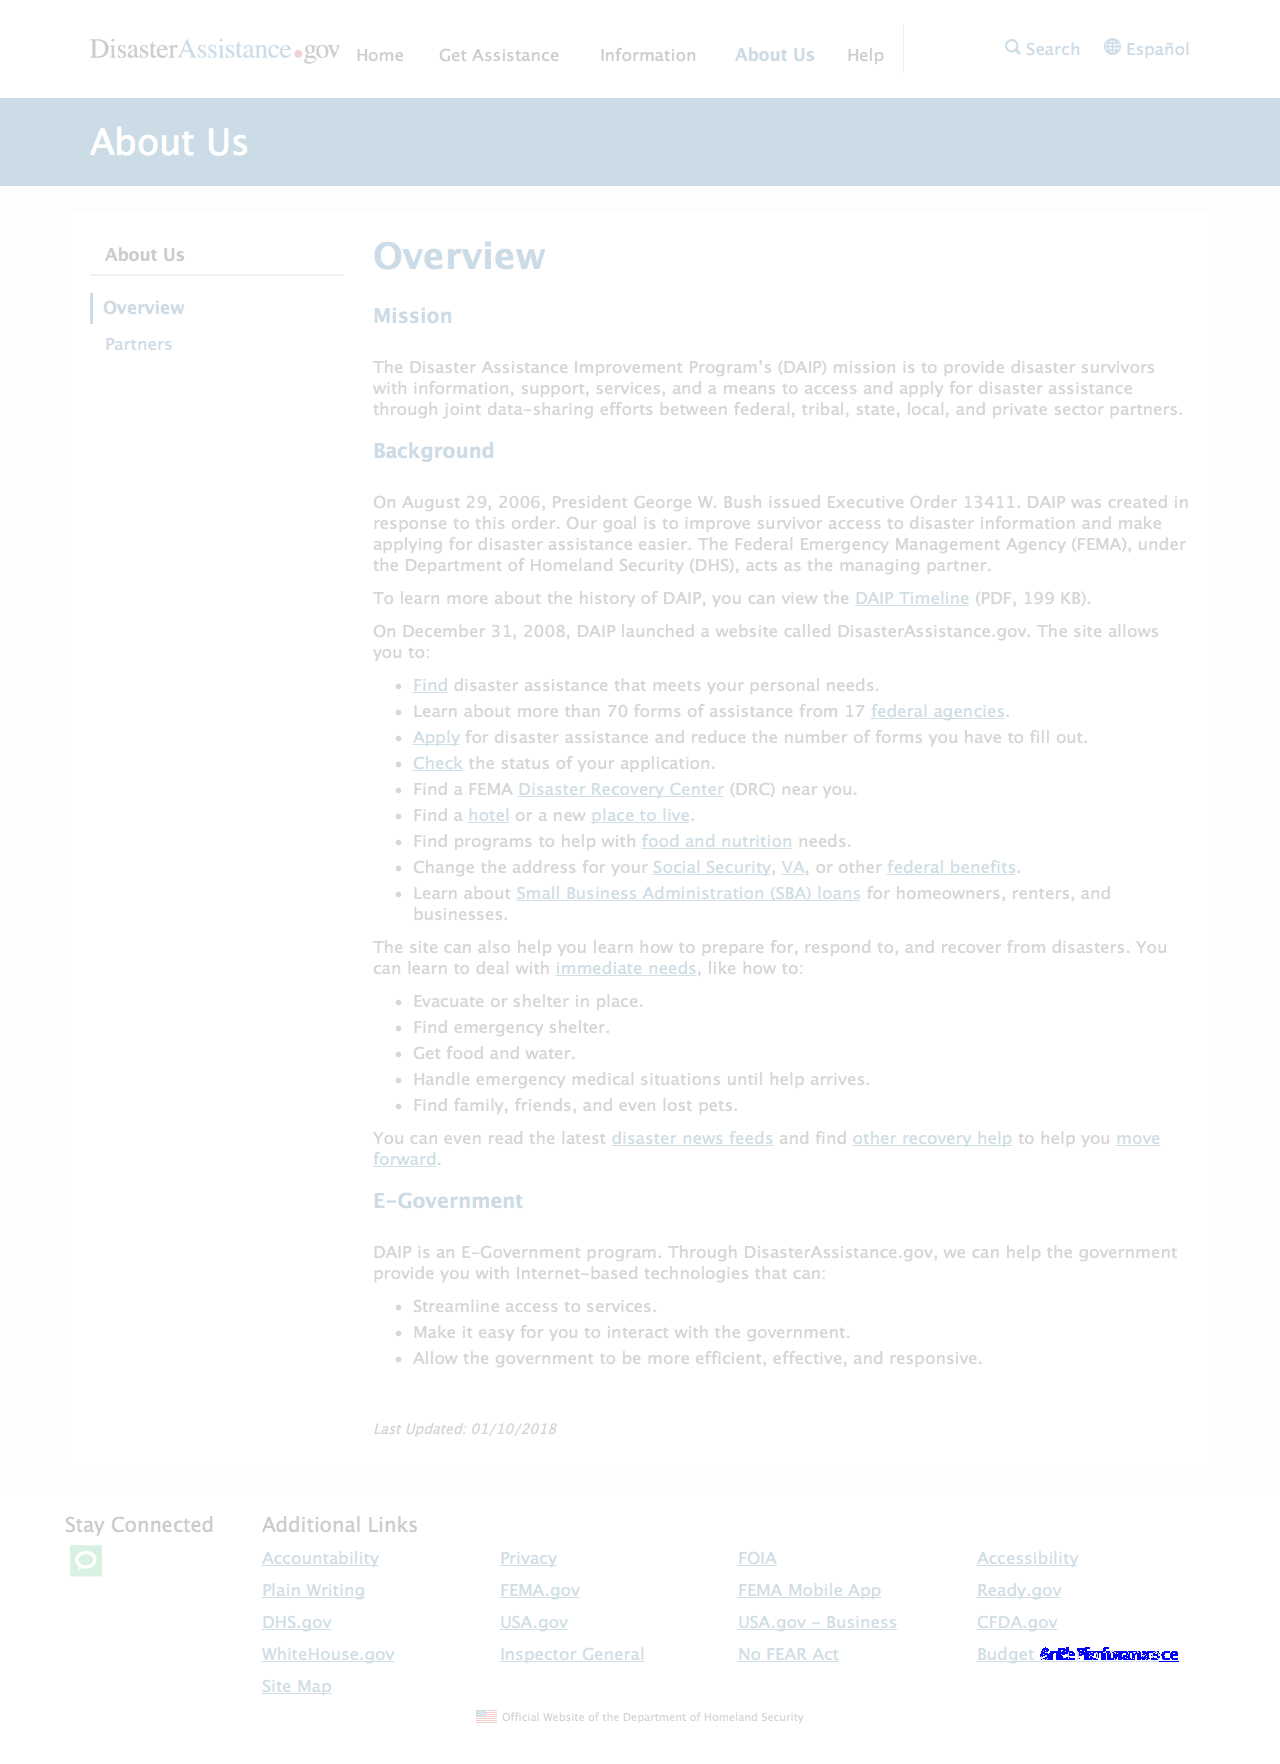 DisasterAssistance.gov Home Get Assistance Information About Us Help Search Español
About Us
About Us
Overview
Partners
Overview
Mission
The Disaster Assistance Improvement Program’s (DAIP) mission is to provide disaster survivors
with information, support, services, and a means to access and apply for disaster assistance
through joint data-sharing efforts between federal, tribal, state, local, and private sector partners.
Background
On August 29, 2006, President George W. Bush issued Executive Order 13411. DAIP was created in
response to this order. Our goal is to improve survivor access to disaster information and make
applying for disaster assistance easier. The Federal Emergency Management Agency (FEMA), under
the Department of Homeland Security (DHS), acts as the managing partner.
To learn more about the history of DAIP, you can view the DAIP Timeline (PDF, 199 KB).
On December 31, 2008, DAIP launched a website called DisasterAssistance.gov. The site allows
you to:
• Find disaster assistance that meets your personal needs.
• Learn about more than 70 forms of assistance from 17 federal agencies.
• Apply for disaster assistance and reduce the number of forms you have to fill out.
• Check the status of your application.
• Find a FEMA Disaster Recovery Center (DRC) near you.
• Find a hotel or a new place to live.
• Find programs to help with food and nutrition needs.
• Change the address for your Social Security, VA, or other federal benefits.
• Learn about Small Business Administration (SBA) loans for homeowners, renters, and
businesses.
The site can also help you learn how to prepare for, respond to, and recover from disasters. You
can learn to deal with immediate needs, like how to:
• Evacuate or shelter in place.
• Find emergency shelter.
• Get food and water.
• Handle emergency medical situations until help arrives.
• Find family, friends, and even lost pets.
You can even read the latest disaster news feeds and find other recovery help to help you move
forward.
E-Government
DAIP is an E-Government program. Through DisasterAssistance.gov, we can help the government
provide you with Internet-based technologies that can:
• Streamline access to services.
• Make it easy for you to interact with the government.
• Allow the government to be more efficient, effective, and responsive.
Last Updated: 01/10/2018
Stay Connected
Additional Links
Accountability Privacy FOIA Accessibility
Plain Writing FEMA.gov FEMA Mobile App Ready.gov
DHS.gov USA.gov USA.gov - Business CFDA.gov
WhiteHouse.gov Inspector General No FEAR Act Budget
Site Map
Official Website of the Department of Homeland Security